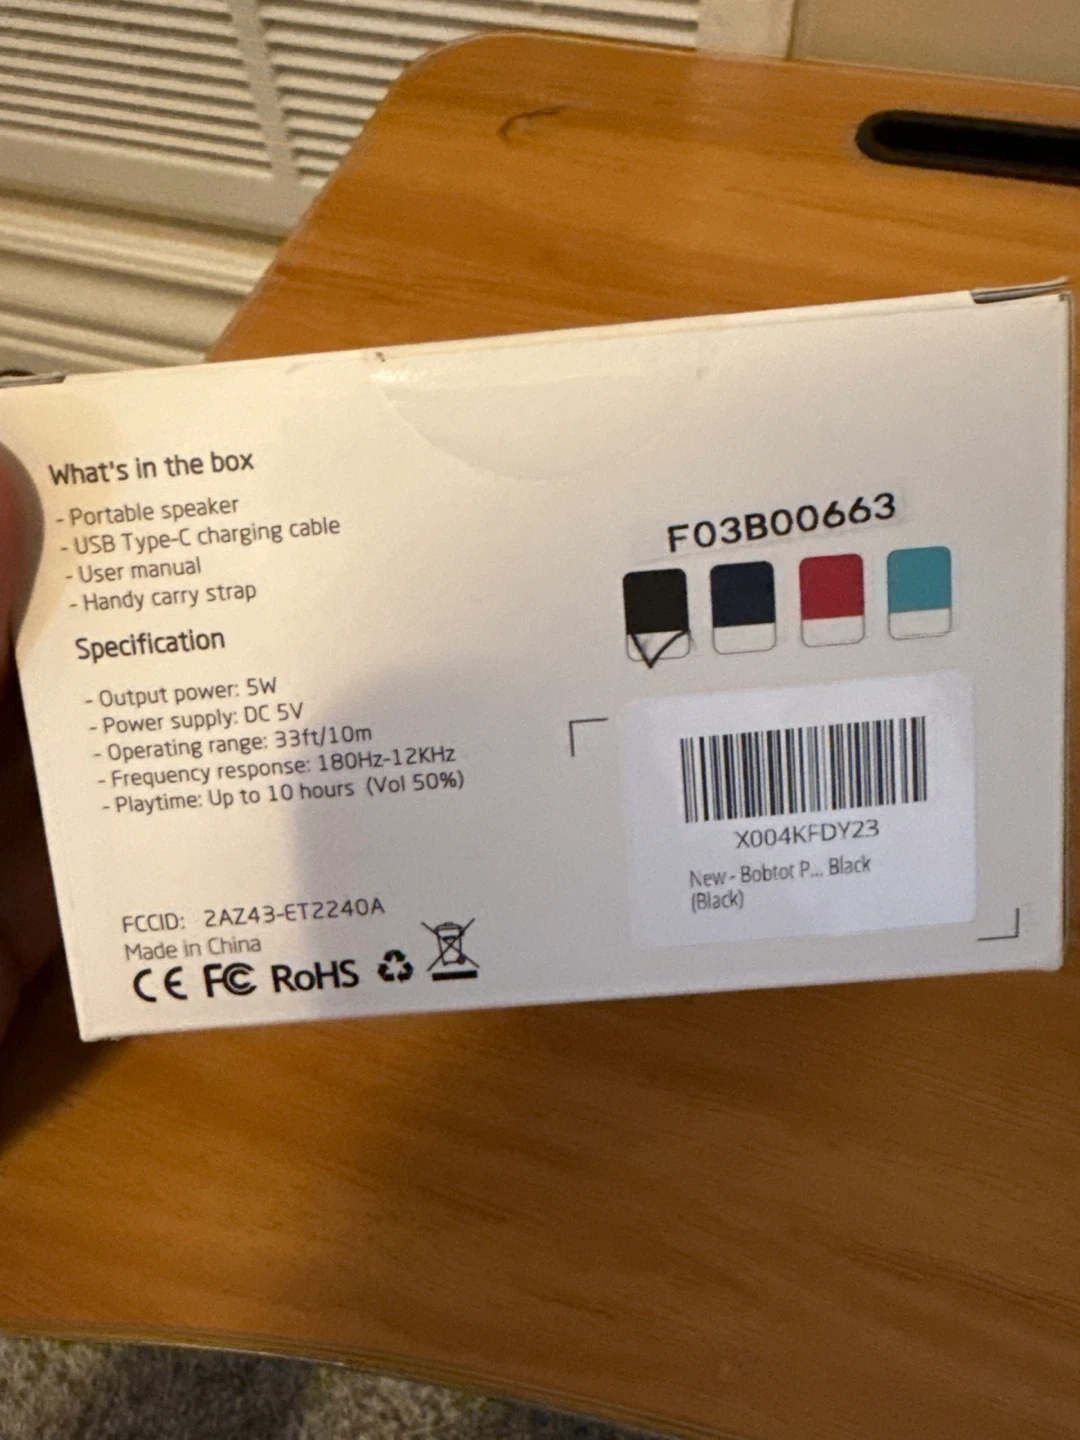 What's in the box
- Portable speaker
- USB Type-C charging cable
- User manual
- Handy carry strap
Specification
- Output power: 5W
- Power supply: DC 5V
- Operating range: 33ft/10m
- Frequency response: 180Hz-12KHz
- Playtime: Up to 10 hours (Vol 50%)
FCCID: 2AZ43-ET2240A
Made in China
CE FC RoHS
F03B00663
X004KFDY23
New - Bobtot P... Black
(Black)